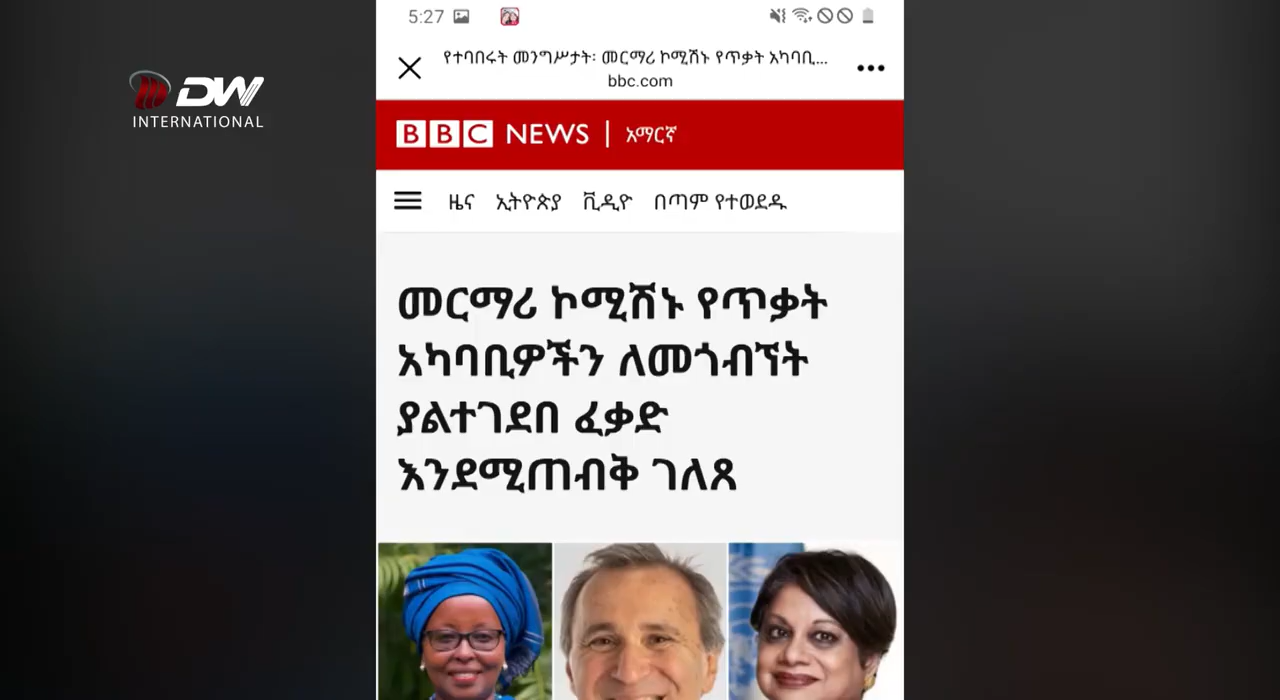 5:27
የተባበሩት መንግሥታት: መርማሪ ኮሚሽኑ የጥቃት አካባቢ...
bbc.com
DW
INTERNATIONAL
BBC NEWS | አማርኛ
ዜና ኢትዮጵያ ቪዲዮ በጣም የተወደዱ
መርማሪ ኮሚሽኑ የጥቃት
አካባቢዎችን ለመጎብኘት
ያልተገደበ ፈቃድ
እንደሚጠብቅ ገለጸ